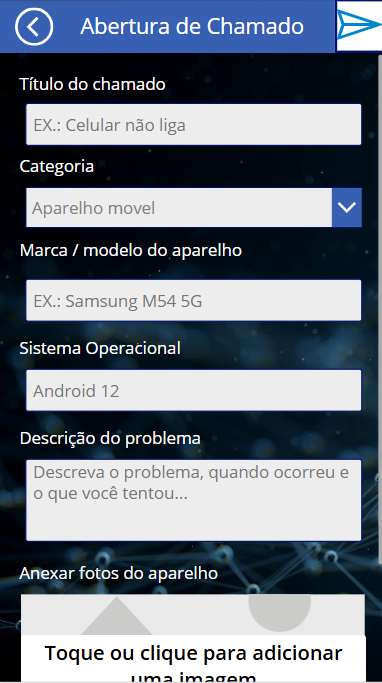 Abertura de Chamado
Título do chamado
EX.: Celular não liga
Categoria
Aparelho movel
Marca / modelo do aparelho
EX.: Samsung M54 5G
Sistema Operacional
Android 12
Descrição do problema
Descreva o problema, quando ocorreu e
o que você tentou...
Anexar fotos do aparelho
Toque ou clique para adicionar
uma imagem